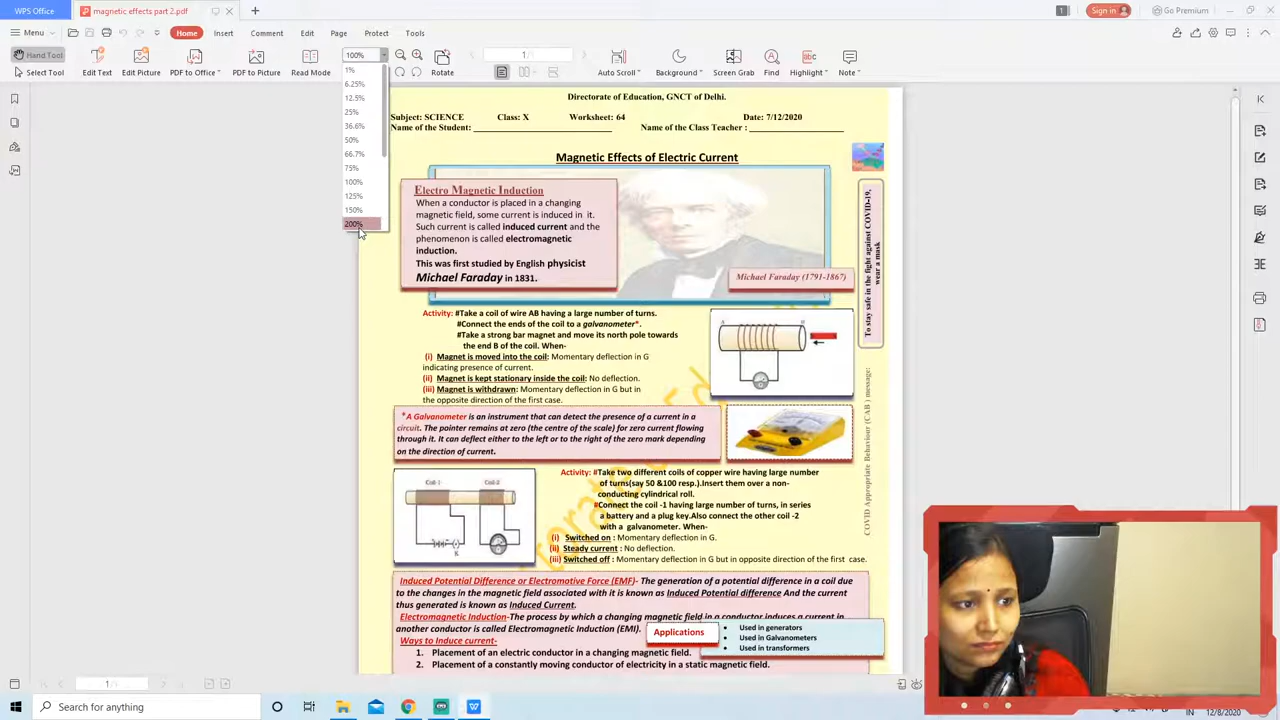 WPS Office
magnetic effects part 2.pdf
1
Sign in
Go Premium
Menu
Home
Insert
Comment
Edit
Page
Protect
Tools
Hand Tool
Select Tool
Edit Text
Edit Picture
PDF to Office
PDF to Picture
Read Mode
100%
Rotate
1/1
Auto Scroll
Background
Screen Grab
Find
Highlight
Note
1%
6.25%
12.5%
25%
36.6%
50%
66.7%
75%
100%
125%
150%
200%
Directorate of Education, GNCT of Delhi.
Subject: SCIENCE Class: X Worksheet: 64 Date: 7/12/2020
Name of the Student: Name of the Class Teacher :
Magnetic Effects of Electric Current
Electro Magnetic Induction
When a conductor is placed in a changing
magnetic field, some current is induced in it.
Such current is called induced current and the
phenomenon is called electromagnetic
induction.
This was first studied by English physicist
Michael Faraday in 1831.
Michael Faraday (1791-1867)
To stay safe in the fight against COVID-19,
wear a mask
COVID Appropriate Behaviour (CAB ) message:
Activity: #Take a coil of wire AB having a large number of turns.
#Connect the ends of the coil to a galvanometer*.
#Take a strong bar magnet and move its north pole towards
the end B of the coil. When-
(i) Magnet is moved into the coil: Momentary deflection in G
indicating presence of current.
(ii) Magnet is kept stationary inside the coil: No deflection.
(iii) Magnet is withdrawn: Momentary deflection in G but in
the opposite direction of the first case.
A B
G
*A Galvanometer is an instrument that can detect the presence of a current in a
circuit. The pointer remains at zero (the centre of the scale) for zero current flowing
through it. It can deflect either to the left or to the right of the zero mark depending
on the direction of current.
Coil-1 Coil-2
K
Activity: #Take two different coils of copper wire having large number
of turns(say 50 &100 resp.).Insert them over a non-
conducting cylindrical roll.
#Connect the coil -1 having large number of turns, in series
a battery and a plug key.Also connect the other coil -2
with a galvanometer. When-
(i) Switched on : Momentary deflection in G.
(ii) Steady current : No deflection.
(iii) Switched off : Momentary deflection in G but in opposite direction of the first case.
Induced Potential Difference or Electromotive Force (EMF)- The generation of a potential difference in a coil due
to the changes in the magnetic field associated with it is known as Induced Potential difference And the current
thus generated is known as Induced Current.
Electromagnetic Induction-The process by which a changing magnetic field in a conductor induces a current in
another conductor is called Electromagnetic Induction (EMI).
Ways to Induce current-
1. Placement of an electric conductor in a changing magnetic field.
2. Placement of a constantly moving conductor of electricity in a static magnetic field.
Applications
• Used in generators
• Used in Galvanometers
• Used in transformers
1/1
Search for anything
IN
12/8/2020